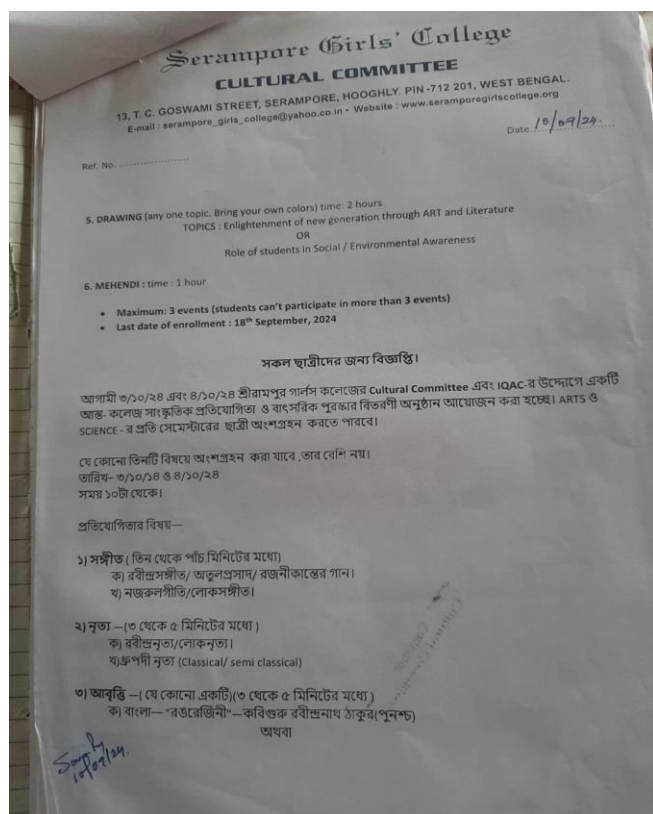 Serampore Girls' College
CULTURAL COMMITTEE
13, T. C. GOSWAMI STREET, SERAMPORE, HOOGHLY. PIN -712 201, WEST BENGAL.
E-mail : serampore_girls_college@yahoo.co.in • Website : www.seramporegirlscollege.org
Date 10/09/24.
Ref. No. ........................
5. DRAWING (any one topic. Bring your own colors) time: 2 hours
TOPICS : Enlightenment of new generation through ART and Literature
OR
Role of students in Social / Environmental Awareness
6. MEHENDI : time : 1 hour
• Maximum: 3 events (students can't participate in more than 3 events)
• Last date of enrollment : 18th September, 2024
সকল ছাত্রীদের জন্য বিজ্ঞপ্তি।
আগামী ৩/১০/২৪ এবং ৪/১০/২৪ শ্রীরামপুর গার্লস কলেজের Cultural Committee এবং IQAC-র উদ্দোগে একটি
আন্ত- কলেজ সাংস্কৃতিক প্রতিযোগিতা ও বাৎসরিক পুরস্কার বিতরণী অনুষ্ঠান আয়োজন করা হচ্ছে। ARTS ও
SCIENCE - র প্রতি সেমেস্টারের ছাত্রী অংশগ্রহন করতে পারবে।
যে কোনো তিনটি বিষয়ে অংশগ্রহন করা যাবে ,তার বেশি নয়।
তারিখ– ৩/১০/১৪ ও ৪/১০/২৪
সময় ১০টা থেকে।
প্রতিযোগিতার বিষয়—
১) সঙ্গীত ( তিন থেকে পাঁচ মিনিটের মধ্যে)
ক) রবীন্দ্রসঙ্গীত/ অতুলপ্রসাদ/ রজনীকান্তের গান।
খ) নজরুলগীতি/লোকসঙ্গীত।
২) নৃত্য –(৩ থেকে ৫ মিনিটের মধ্যে )
ক) রবীন্দ্রনৃত্য/লোকনৃত্য।
খ)ধ্রুপদী নৃত্য (Classical/ semi classical)
৩) আবৃত্তি –( যে কোনো একটি)(৩ থেকে ৫ মিনিটের মধ্যে )
ক) বাংলা— "রঙরেজিনী"–কবিগুরু রবীন্দ্রনাথ ঠাকুর(পুনশ্চ)
অথবা
10/09/24.